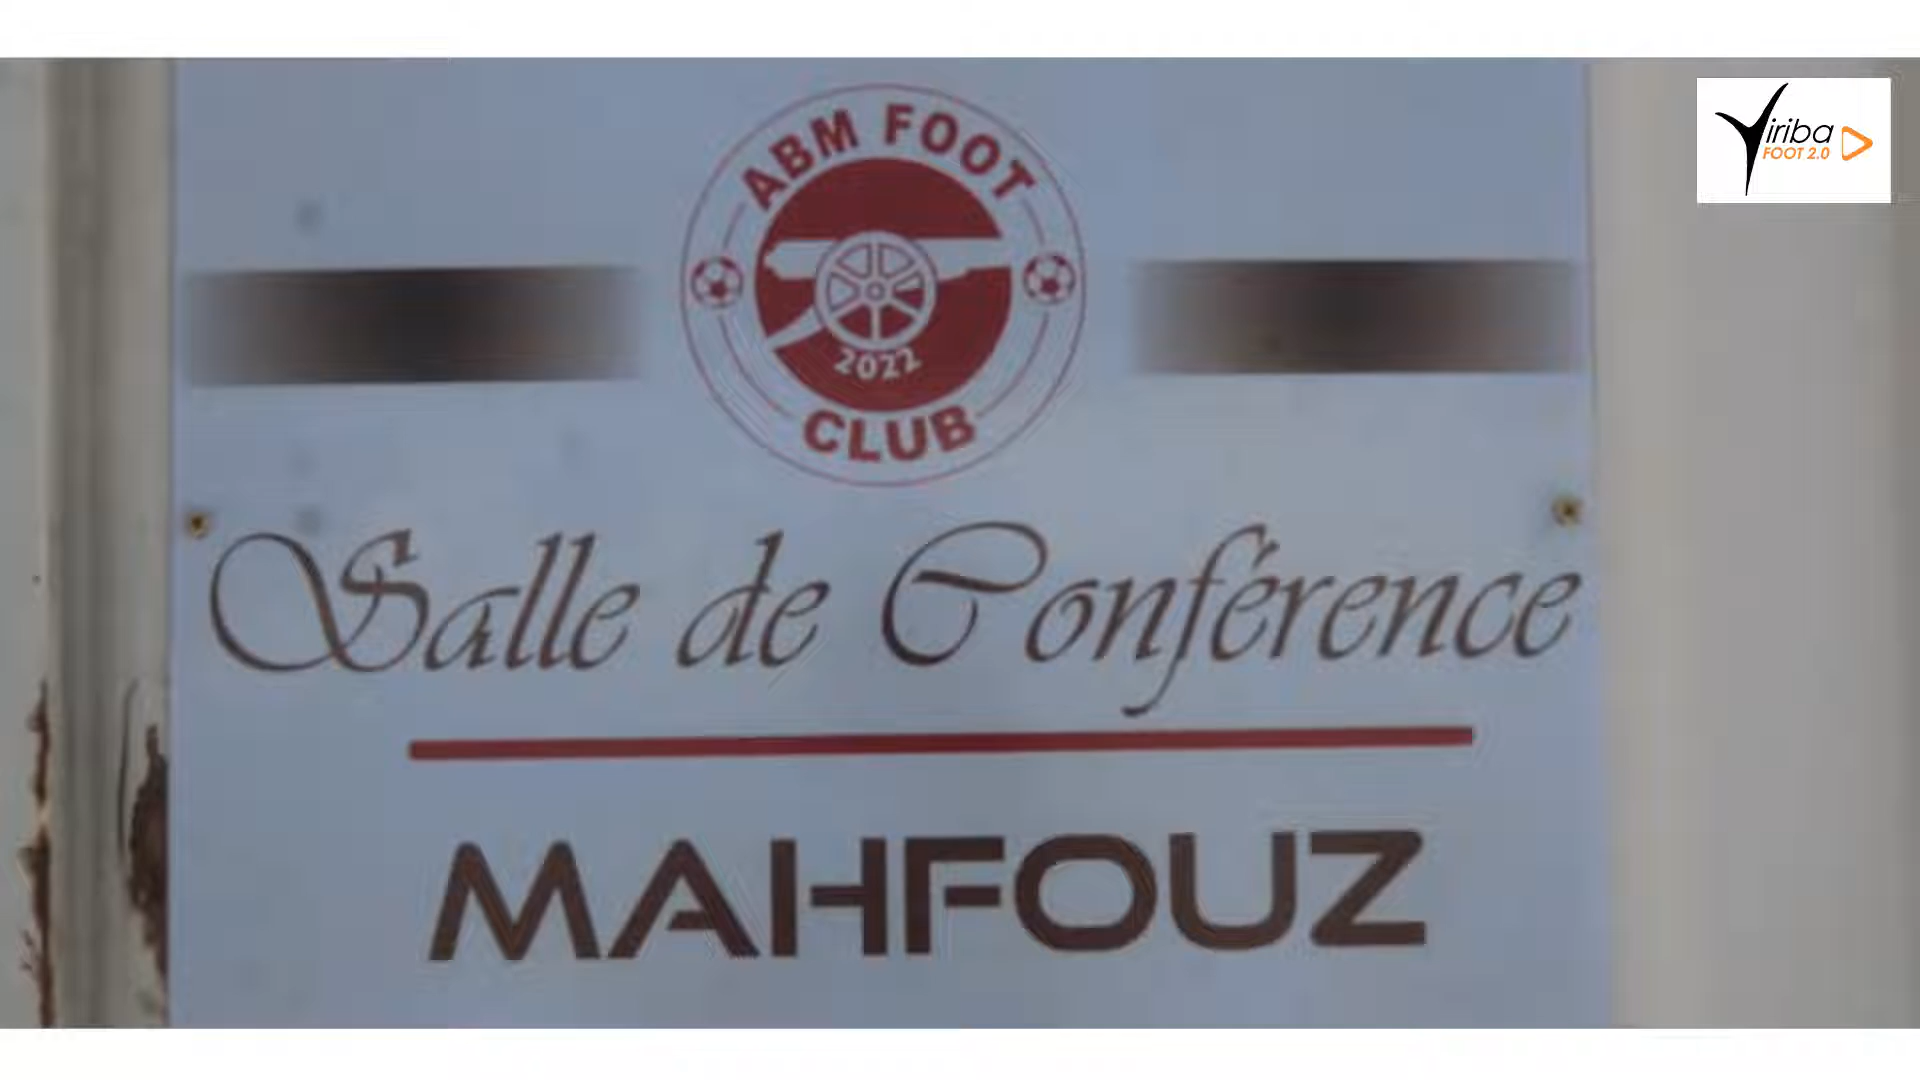 ABM FOOT
2022
CLUB
Yiriba
FOOT 2.0
Salle de Conférence
MAHFOUZ